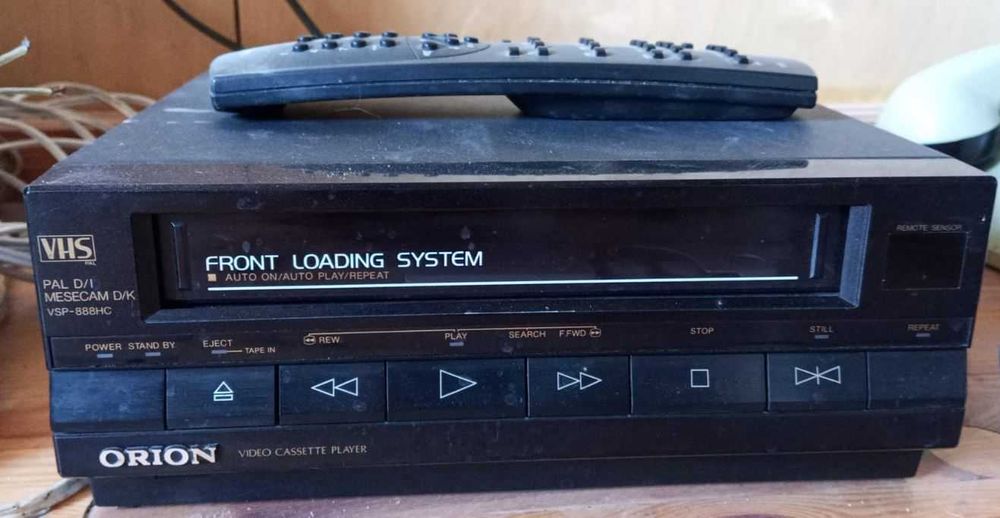 VHS
PAL
PAL D/I
MESECAM D/K
VSP-888HC
FRONT LOADING SYSTEM
AUTO ON/AUTO PLAY/REPEAT
REMOTE SENSOR
POWER STAND BY EJECT TAPE IN REW PLAY SEARCH F.FWD STOP STILL REPEAT
ORION VIDEO CASSETTE PLAYER